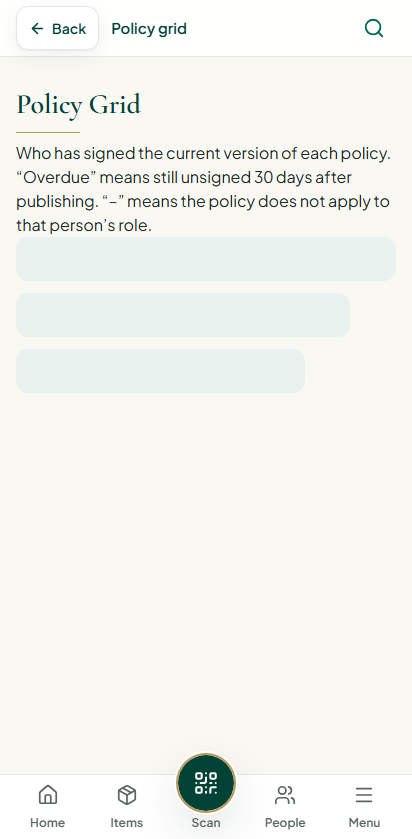 Back
Policy grid
Policy Grid
Who has signed the current version of each policy.
“Overdue” means still unsigned 30 days after
publishing. “–” means the policy does not apply to
that person’s role.
Home
Items
Scan
People
Menu